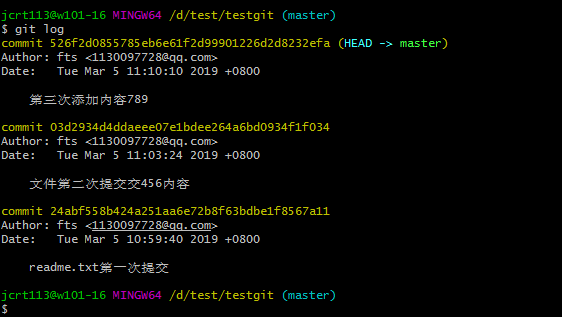 jcrt113@w101-16 MINGW64 /d/test/testgit (master)
$ git log
commit 526f2d0855785eb6e61f2d99901226d2d8232efa (HEAD -> master)
Author: fts <1130097728@qq.com>
Date:   Tue Mar 5 11:10:10 2019 +0800
第三次添加内容789
commit 03d2934d4ddaeee07e1bdee264a6bd0934f1f034
Author: fts <1130097728@qq.com>
Date:   Tue Mar 5 11:03:24 2019 +0800
文件第二次提交交456内容
commit 24abf558b424a251aa6e72b8f63bdbe1f8567a11
Author: fts <1130097728@qq.com>
Date:   Tue Mar 5 10:59:40 2019 +0800
readme.txt第一次提交
jcrt113@w101-16 MINGW64 /d/test/testgit (master)
$